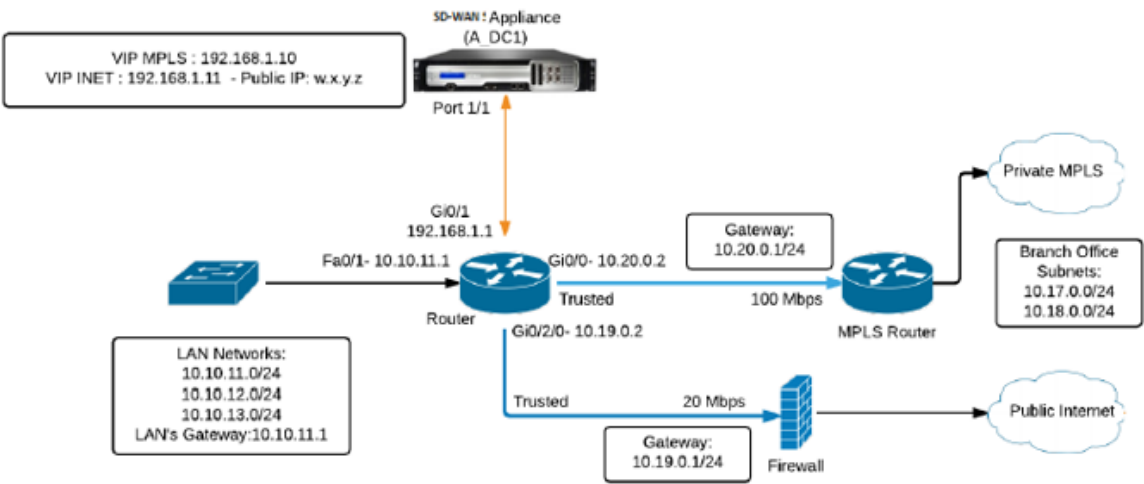 SD-WAN Appliance
(A_DC1)
VIP MPLS : 192.168.1.10
VIP INET : 192.168.1.11 - Public IP: w.x.y.z
Port 1/1
Private MPLS
Gi0/1
192.168.1.1
Gateway:
10.20.0.1/24
Fa0/1- 10.10.11.1
Gi0/0- 10.20.0.2
Branch Office
Subnets:
10.17.0.0/24
10.18.0.0/24
Trusted
100 Mbps
Router
MPLS Router
Gi0/2/0- 10.19.0.2
LAN Networks:
10.10.11.0/24
10.10.12.0/24
10.10.13.0/24
LAN's Gateway:10.10.11.1
Trusted
20 Mbps
Public Internet
Gateway:
10.19.0.1/24
Firewall